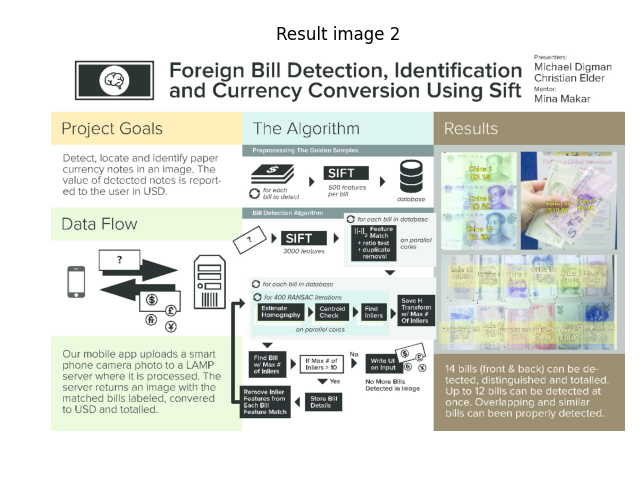 Result image 2
Foreign Bill Detection, Identification
and Currency Conversion Using Sift
Presenters:
Michael Digman
Christian Elder
Mentor:
Mina Makar
Project Goals
Detect, locate and identify paper
currency notes in an image. The
value of detected notes is report-
ed to the user in USD.
Data Flow
?
$
€
¥
Our mobile app uploads a smart
phone camera photo to a LAMP
server where it is processed. The
server returns an image with the
matched bills labeled, convered
to USD and totalled.
The Algorithm
Preprocessing The Golden Samples
for each
bill to detect
SIFT
500 features
per bill
database
Bill Detection Algorithm
?
SIFT
3000 features
for each bill in database
Feature
Match
+ ratio test
+ duplicate
removal
on parallel
cores
for each bill in database
for 400 RANSAC iterations
Estimate
Homography
Centroid
Check
Find
Inliers
on parallel cores
Save H
Transform
w/ Max #
Of Inliers
Find Bill
w/ Max #
of Inliers
If Max # of
Inliers > 10
No
Write UI
on Input
No More Bills
Detected in Image
Yes
Store Bill
Details
Remove Inlier
Features from
Each Bill
Feature Match
Results
14 bills (front & back) can be de-
tected, distinguished and totalled.
Up to 12 bills can be detected at
once. Overlapping and similar
bills can been properly detected.